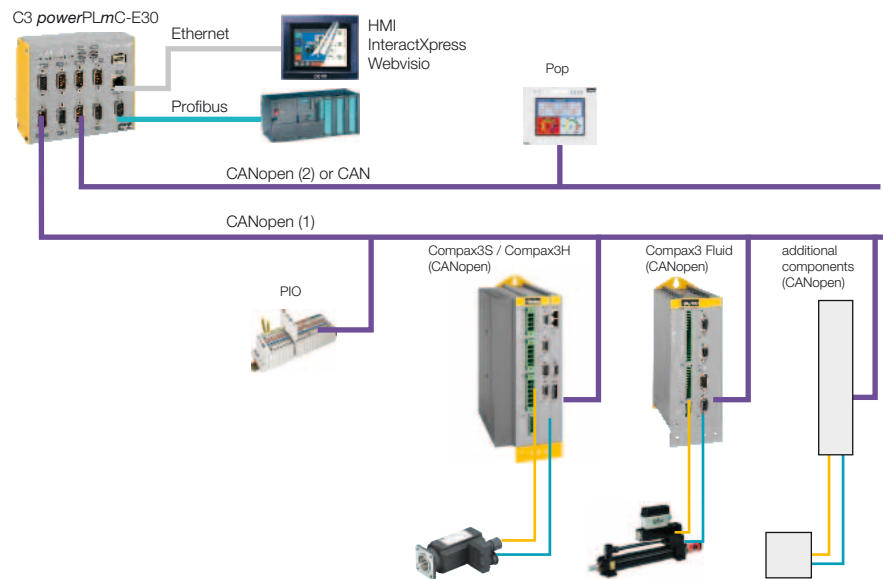 C3 powerPLmC-E30
Ethernet
HMI
InteractXpress
Webvisio
Profibus
Pop
CANopen (2) or CAN
CANopen (1)
Compax3S / Compax3H
(CANopen)
Compax3 Fluid
(CANopen)
additional
components
(CANopen)
PIO